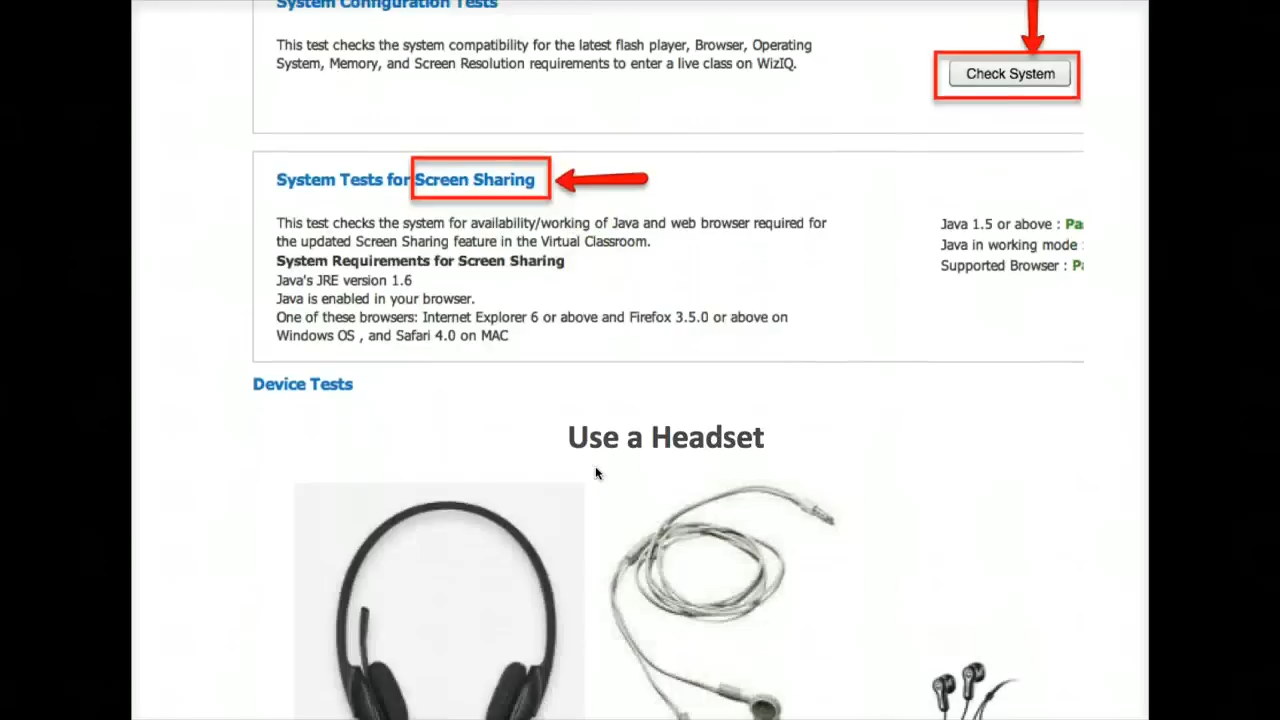 System Configuration Tests
This test checks the system compatibility for the latest flash player, Browser, Operating
System, Memory, and Screen Resolution requirements to enter a live class on WizIQ.
Check System
System Tests for Screen Sharing
This test checks the system for availability/working of Java and web browser required for
the updated Screen Sharing feature in the Virtual Classroom.
System Requirements for Screen Sharing
Java's JRE version 1.6
Java is enabled in your browser.
One of these browsers: Internet Explorer 6 or above and Firefox 3.5.0 or above on
Windows OS , and Safari 4.0 on MAC
Java 1.5 or above : Pa
Java in working mode :
Supported Browser : Pa
Device Tests
Use a Headset